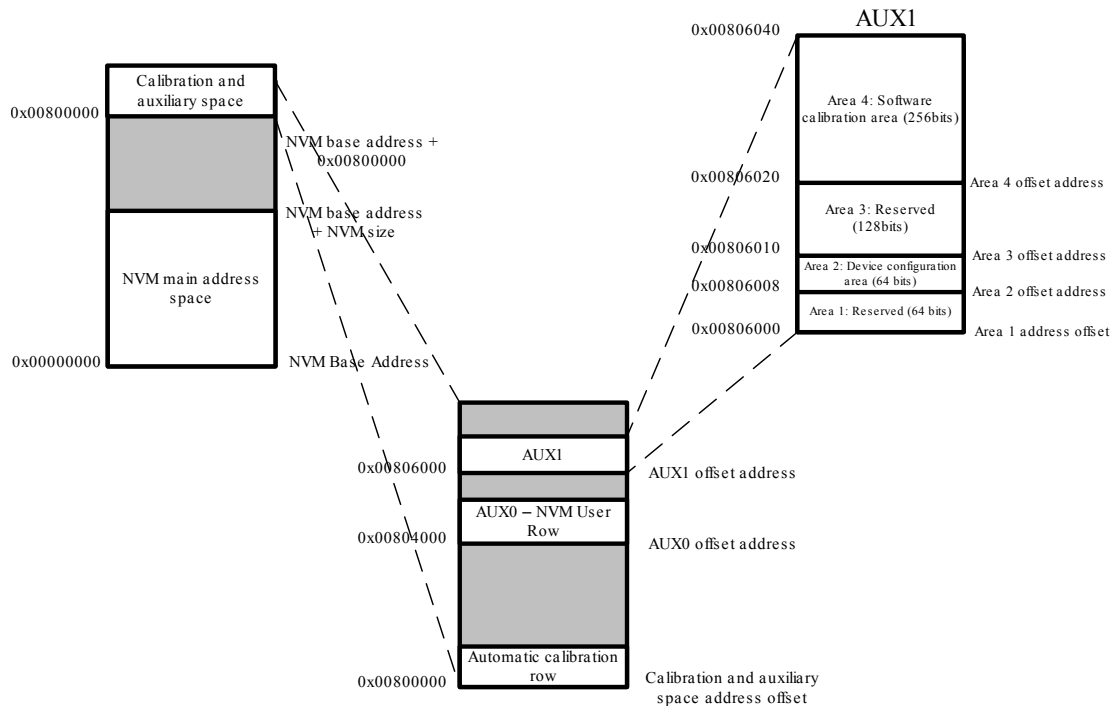 Calibration and
auxiliary space
0x00800000
NVM base address +
0x00800000
NVM base address
+ NVM size
NVM main address
space
0x00000000
NVM Base Address
AUX1
0x00806040
Area 4: Software
calibration area (256bits)
0x00806020
Area 4 offset address
Area 3: Reserved
(128bits)
0x00806010
Area 3 offset address
Area 2: Device configuration
area (64 bits)
0x00806008
Area 2 offset address
Area 1: Reserved (64 bits)
0x00806000
Area 1 address offset
AUX1
0x00806000
AUX1 offset address
AUX0 – NVM User
Row
0x00804000
AUX0 offset address
Automatic calibration
row
0x00800000
Calibration and auxiliary
space address offset